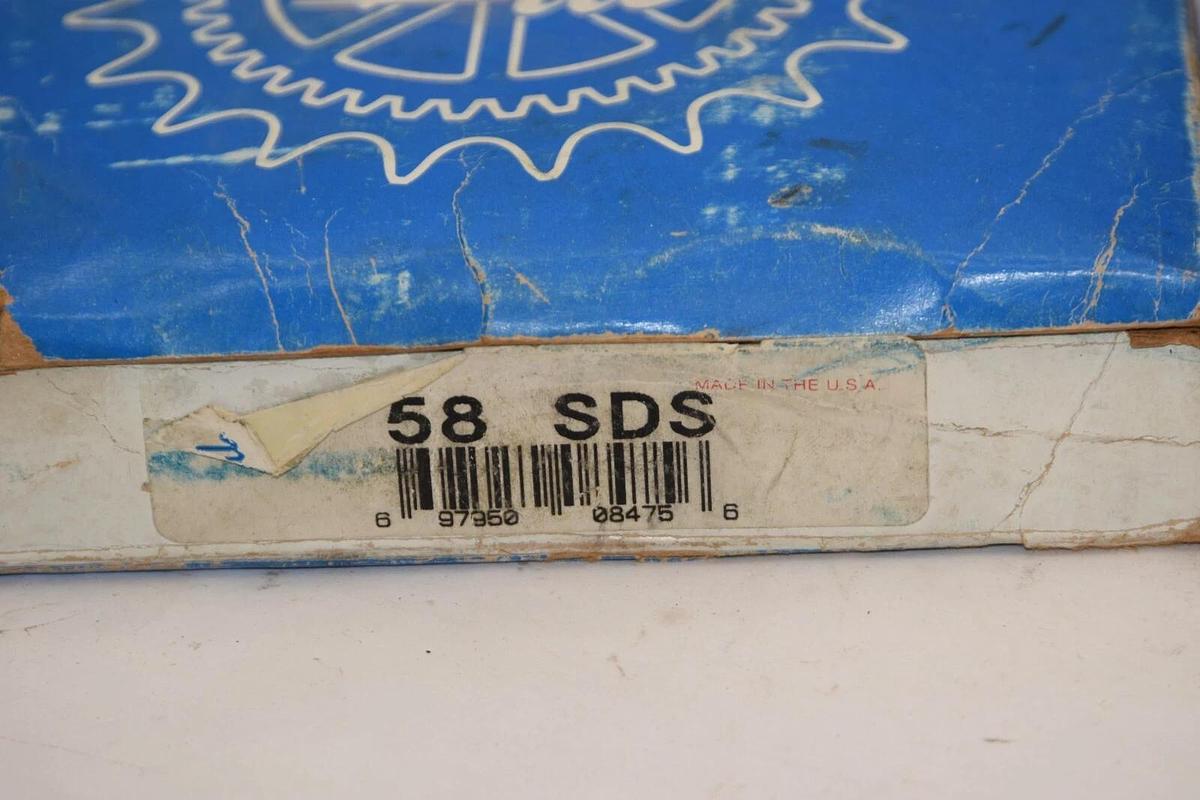 MADE IN THE U.S.A.
58 SDS
6 97950 08475 6